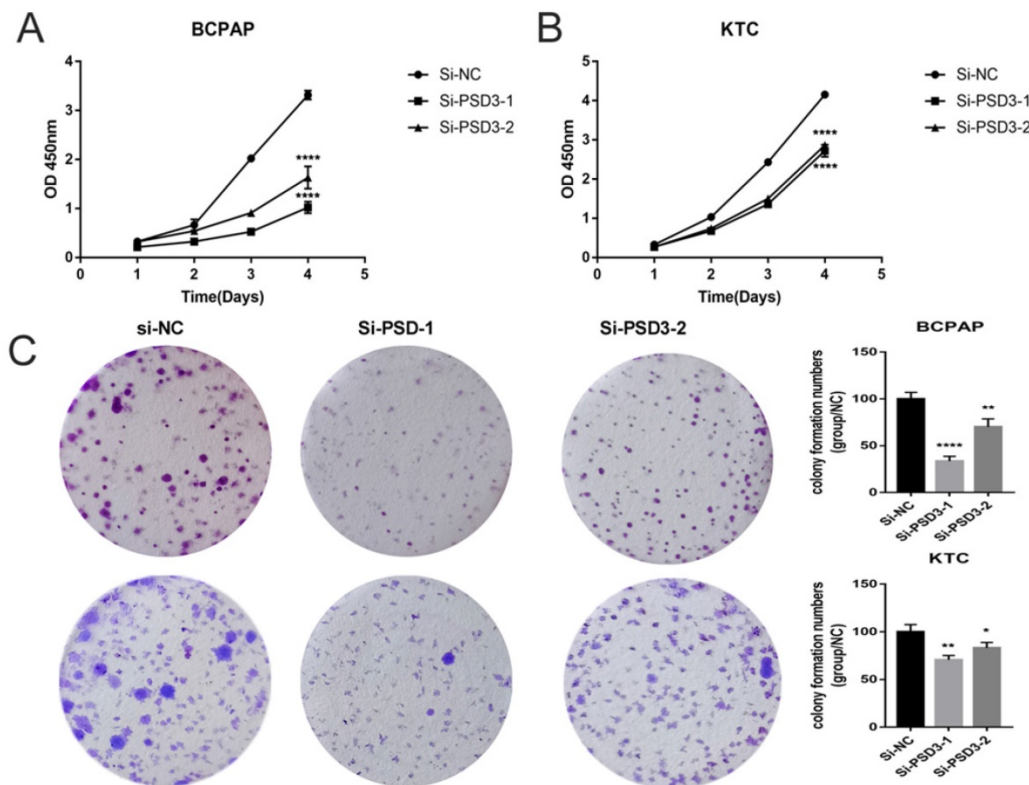 A
BCPAP
OD 450nm
4
3
2
1
0
0 1 2 3 4 5
Time(Days)
Si-NC
Si-PSD3-1
Si-PSD3-2
****
****
B
KTC
OD 450nm
5
4
3
2
1
0
0 1 2 3 4 5
Time(Days)
Si-NC
Si-PSD3-1
Si-PSD3-2
****
****
C
si-NC
Si-PSD-1
Si-PSD3-2
BCPAP
colony formation numbers
(group/NC)
150
100
50
0
****
**
Si-NC
Si-PSD3-1
Si-PSD3-2
KTC
colony formation numbers
(group/NC)
150
100
50
0
**
*
Si-NC
Si-PSD3-1
Si-PSD3-2